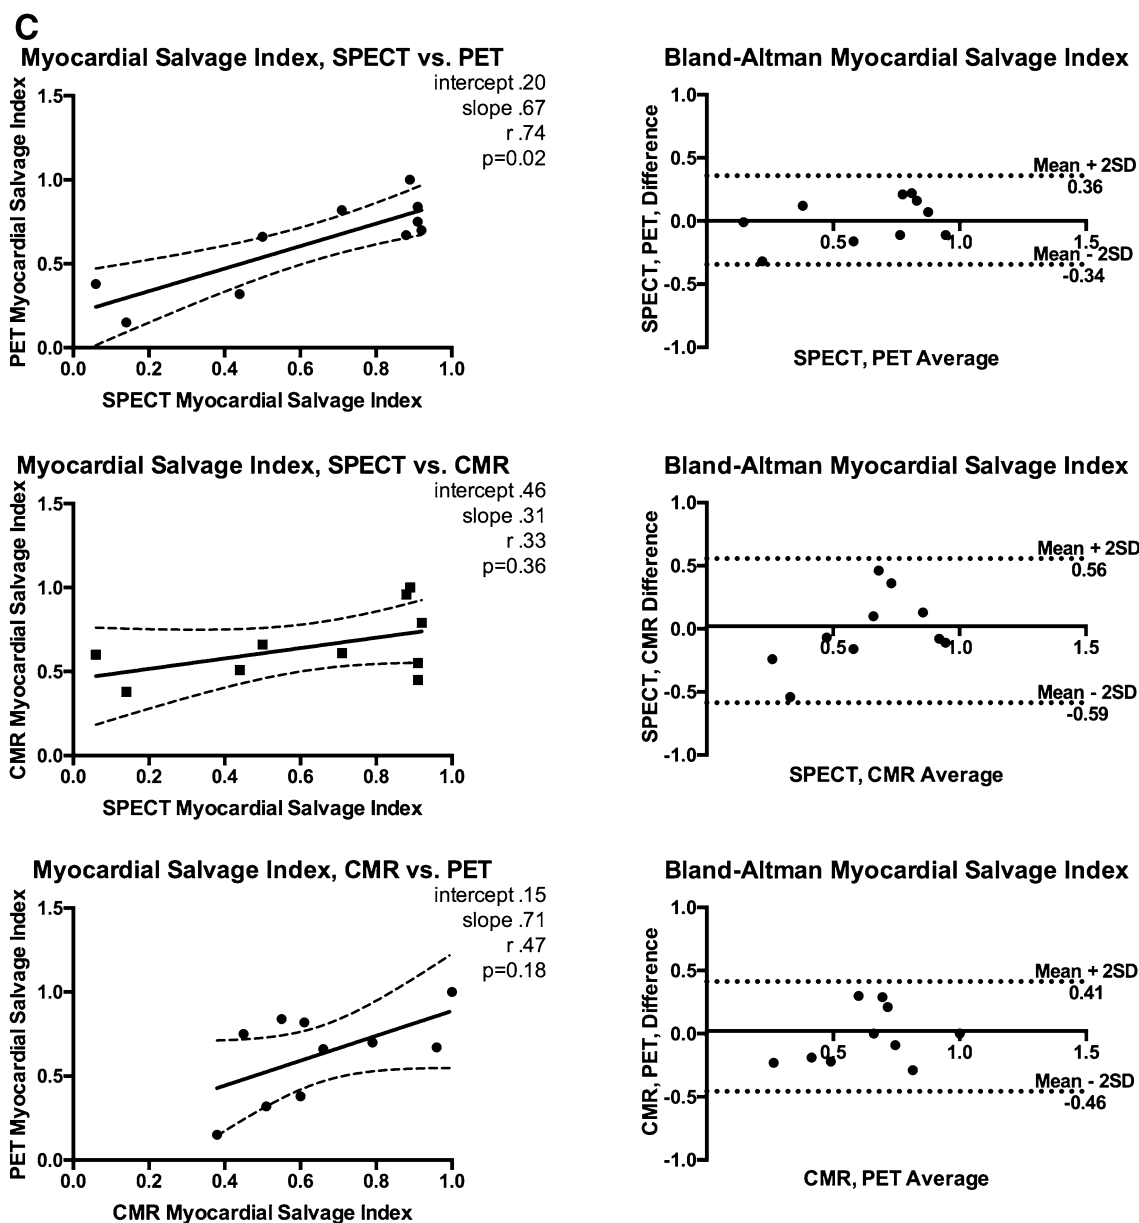 C
Myocardial Salvage Index, SPECT vs. PET
intercept .20
slope .67
r .74
p=0.02
PET Myocardial Salvage Index
1.5
1.0
0.5
0.0
0.0 0.2 0.4 0.6 0.8 1.0
SPECT Myocardial Salvage Index
Bland-Altman Myocardial Salvage Index
SPECT, PET, Difference
1.0
0.5
0.0
-0.5
-1.0
Mean + 2SD
0.36
0.5 1.0 1.5
Mean - 2SD
-0.34
SPECT, PET Average
Myocardial Salvage Index, SPECT vs. CMR
intercept .46
slope .31
r .33
p=0.36
CMR Myocardial Salvage Index
1.5
1.0
0.5
0.0
0.0 0.2 0.4 0.6 0.8 1.0
SPECT Myocardial Salvage Index
Bland-Altman Myocardial Salvage Index
SPECT, CMR Difference
1.0
0.5
0.0
-0.5
-1.0
Mean + 2SD
0.56
0.5 1.0 1.5
Mean - 2SD
-0.59
SPECT, CMR Average
Myocardial Salvage Index, CMR vs. PET
intercept .15
slope .71
r .47
p=0.18
PET Myocardial Salvage Index
1.5
1.0
0.5
0.0
0.0 0.2 0.4 0.6 0.8 1.0
CMR Myocardial Salvage Index
Bland-Altman Myocardial Salvage Index
CMR, PET, Difference
1.0
0.5
0.0
-0.5
-1.0
Mean + 2SD
0.41
0.5 1.0 1.5
Mean - 2SD
-0.46
CMR, PET Average